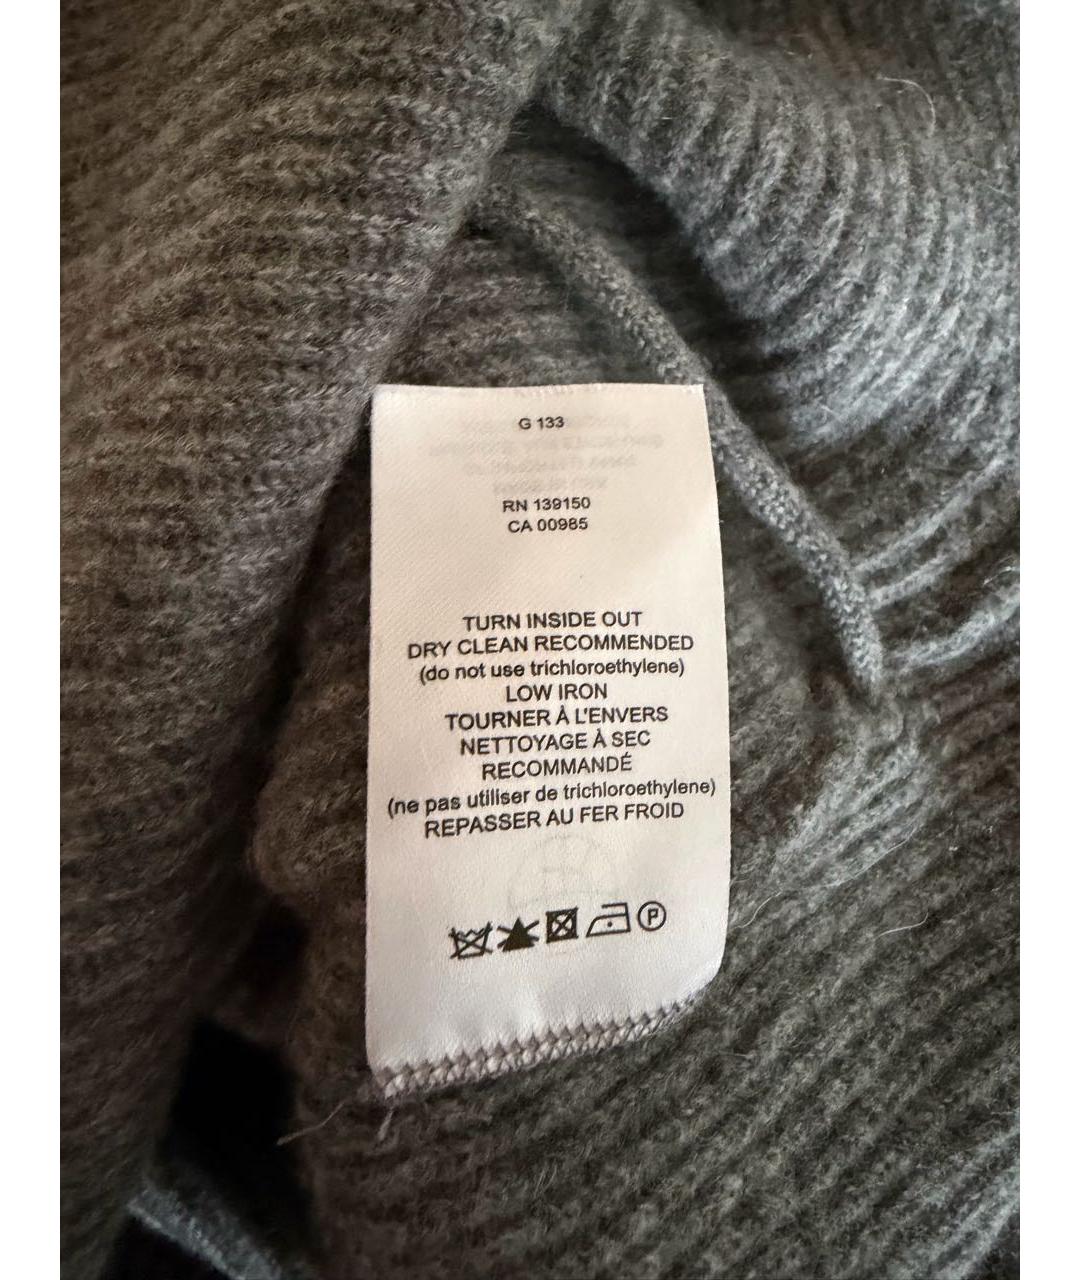 G 133
RN 139150
CA 00985
TURN INSIDE OUT
DRY CLEAN RECOMMENDED
(do not use trichloroethylene)
LOW IRON
TOURNER À L'ENVERS
NETTOYAGE À SEC
RECOMMANDÉ
(ne pas utiliser de trichloroethylene)
REPASSER AU FER FROID
P